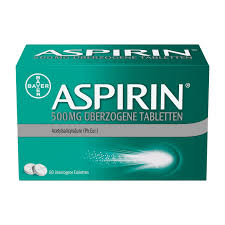 BAYER
ASPIRIN®
500 MG ÜBERZOGENE TABLETTEN
Acetylsalicylsäure (Ph.Eur.)
80 Überzogene Tabletten